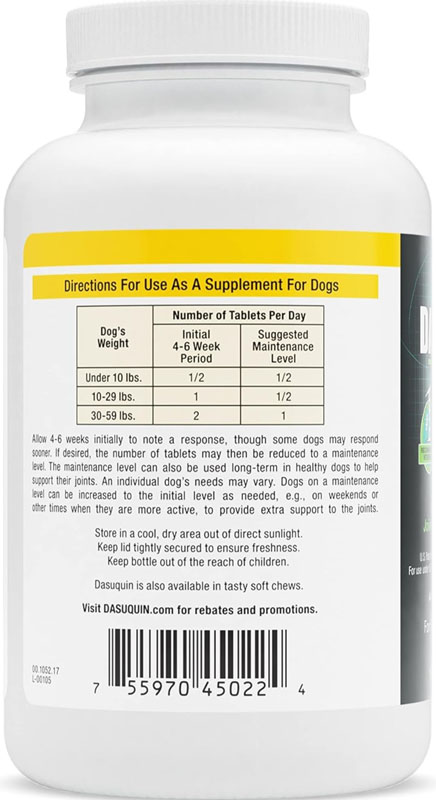 Directions For Use As A Supplement For Dogs
Dog's Weight
Number of Tablets Per Day
Initial 4-6 Week Period
Suggested Maintenance Level
Under 10 lbs. 1/2 1/2
10-29 lbs. 1 1/2
30-59 lbs. 2 1
Allow 4-6 weeks initially to note a response, though some dogs may respond
sooner. If desired, the number of tablets may then be reduced to a maintenance
level. The maintenance level can also be used long-term in healthy dogs to help
support their joints. An individual dog's needs may vary. Dogs on a maintenance
level can be increased to the initial level as needed, e.g., on weekends or
other times when they are more active, to provide extra support to the joints.
Store in a cool, dry area out of direct sunlight.
Keep lid tightly secured to ensure freshness.
Keep bottle out of the reach of children.
Dasuquin is also available in tasty soft chews.
Visit DASUQUIN.com for rebates and promotions.
00.1052.17
L-00105
7 55970 45022 4